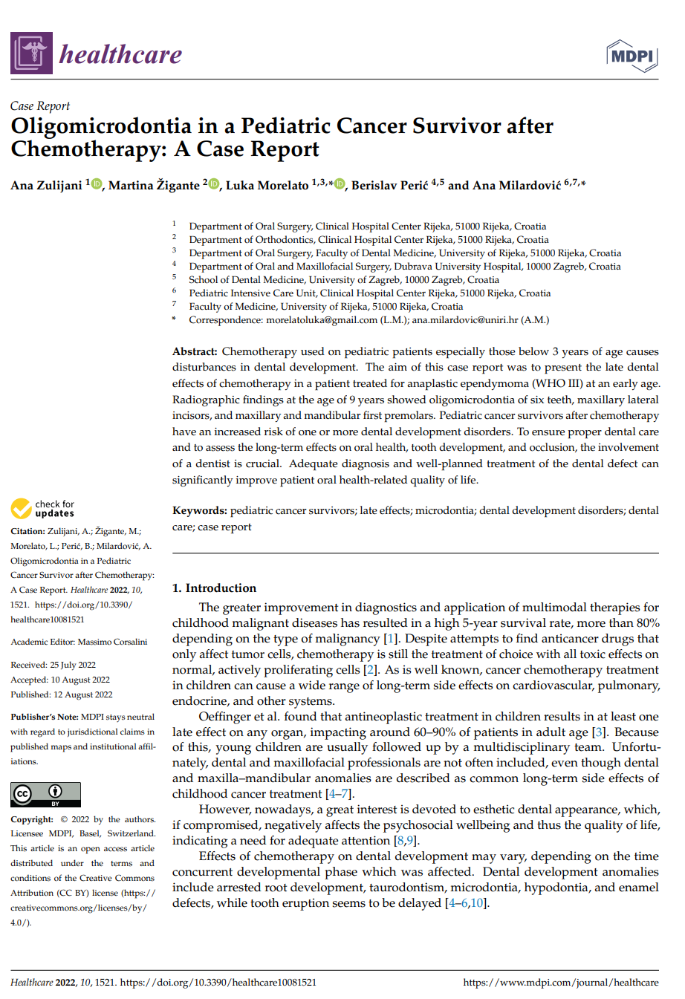 healthcare
MDPI
Case Report
Oligomicrodontia in a Pediatric Cancer Survivor after
Chemotherapy: A Case Report
Ana Zulijani 1 iD, Martina Žigante 2 iD, Luka Morelato 1,3,* iD, Berislav Perić 4,5 and Ana Milardović 6,7,*
1 Department of Oral Surgery, Clinical Hospital Center Rijeka, 51000 Rijeka, Croatia
2 Department of Orthodontics, Clinical Hospital Center Rijeka, 51000 Rijeka, Croatia
3 Department of Oral Surgery, Faculty of Dental Medicine, University of Rijeka, 51000 Rijeka, Croatia
4 Department of Oral and Maxillofacial Surgery, Dubrava University Hospital, 10000 Zagreb, Croatia
5 School of Dental Medicine, University of Zagreb, 10000 Zagreb, Croatia
6 Pediatric Intensive Care Unit, Clinical Hospital Center Rijeka, 51000 Rijeka, Croatia
7 Faculty of Medicine, University of Rijeka, 51000 Rijeka, Croatia
* Correspondence: morelatoluka@gmail.com (L.M.); ana.milardovic@uniri.hr (A.M.)
Abstract: Chemotherapy used on pediatric patients especially those below 3 years of age causes
disturbances in dental development. The aim of this case report was to present the late dental
effects of chemotherapy in a patient treated for anaplastic ependymoma (WHO III) at an early age.
Radiographic findings at the age of 9 years showed oligomicrodontia of six teeth, maxillary lateral
incisors, and maxillary and mandibular first premolars. Pediatric cancer survivors after chemotherapy
have an increased risk of one or more dental development disorders. To ensure proper dental care
and to assess the long-term effects on oral health, tooth development, and occlusion, the involvement
of a dentist is crucial. Adequate diagnosis and well-planned treatment of the dental defect can
significantly improve patient oral health-related quality of life.
Keywords: pediatric cancer survivors; late effects; microdontia; dental development disorders; dental
care; case report
check for
updates
Citation: Zulijani, A.; Žigante, M.;
Morelato, L.; Perić, B.; Milardović, A.
Oligomicrodontia in a Pediatric
Cancer Survivor after Chemotherapy:
A Case Report. Healthcare 2022, 10,
1521. https://doi.org/10.3390/
healthcare10081521
Academic Editor: Massimo Corsalini
Received: 25 July 2022
Accepted: 10 August 2022
Published: 12 August 2022
Publisher's Note: MDPI stays neutral
with regard to jurisdictional claims in
published maps and institutional affil-
iations.
cc BY
Copyright: © 2022 by the authors.
Licensee MDPI, Basel, Switzerland.
This article is an open access article
distributed under the terms and
conditions of the Creative Commons
Attribution (CC BY) license (https://
creativecommons.org/licenses/by/
4.0/).
1. Introduction
The greater improvement in diagnostics and application of multimodal therapies for
childhood malignant diseases has resulted in a high 5-year survival rate, more than 80%
depending on the type of malignancy [1]. Despite attempts to find anticancer drugs that
only affect tumor cells, chemotherapy is still the treatment of choice with all toxic effects on
normal, actively proliferating cells [2]. As is well known, cancer chemotherapy treatment
in children can cause a wide range of long-term side effects on cardiovascular, pulmonary,
endocrine, and other systems.
Oeffinger et al. found that antineoplastic treatment in children results in at least one
late effect on any organ, impacting around 60–90% of patients in adult age [3]. Because
of this, young children are usually followed up by a multidisciplinary team. Unfortu-
nately, dental and maxillofacial professionals are not often included, even though dental
and maxilla–mandibular anomalies are described as common long-term side effects of
childhood cancer treatment [4–7].
However, nowadays, a great interest is devoted to esthetic dental appearance, which,
if compromised, negatively affects the psychosocial wellbeing and thus the quality of life,
indicating a need for adequate attention [8,9].
Effects of chemotherapy on dental development may vary, depending on the time
concurrent developmental phase which was affected. Dental development anomalies
include arrested root development, taurodontism, microdontia, hypodontia, and enamel
defects, while tooth eruption seems to be delayed [4–6,10].
Healthcare 2022, 10, 1521. https://doi.org/10.3390/healthcare10081521
https://www.mdpi.com/journal/healthcare